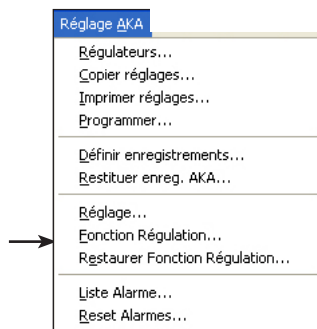 Réglage AKA
Régulateurs...
Copier réglages...
Imprimer réglages...
Programmer...
Définir enregistrements...
Restituer enreg. AKA...
Réglage...
Fonction Régulation...
Restaurer Fonction Régulation...
Liste Alarme...
Reset Alarmes...